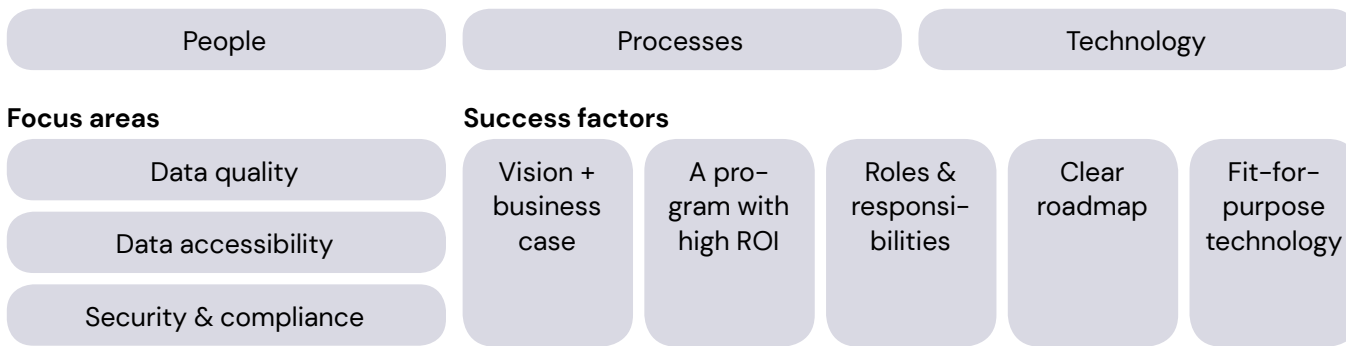 People
Processes
Technology
Focus areas
Data quality
Data accessibility
Security & compliance
Success factors
Vision +
business
case
A pro-
gram with
high ROI
Roles &
responsi-
bilities
Clear
roadmap
Fit-for-
purpose
technology